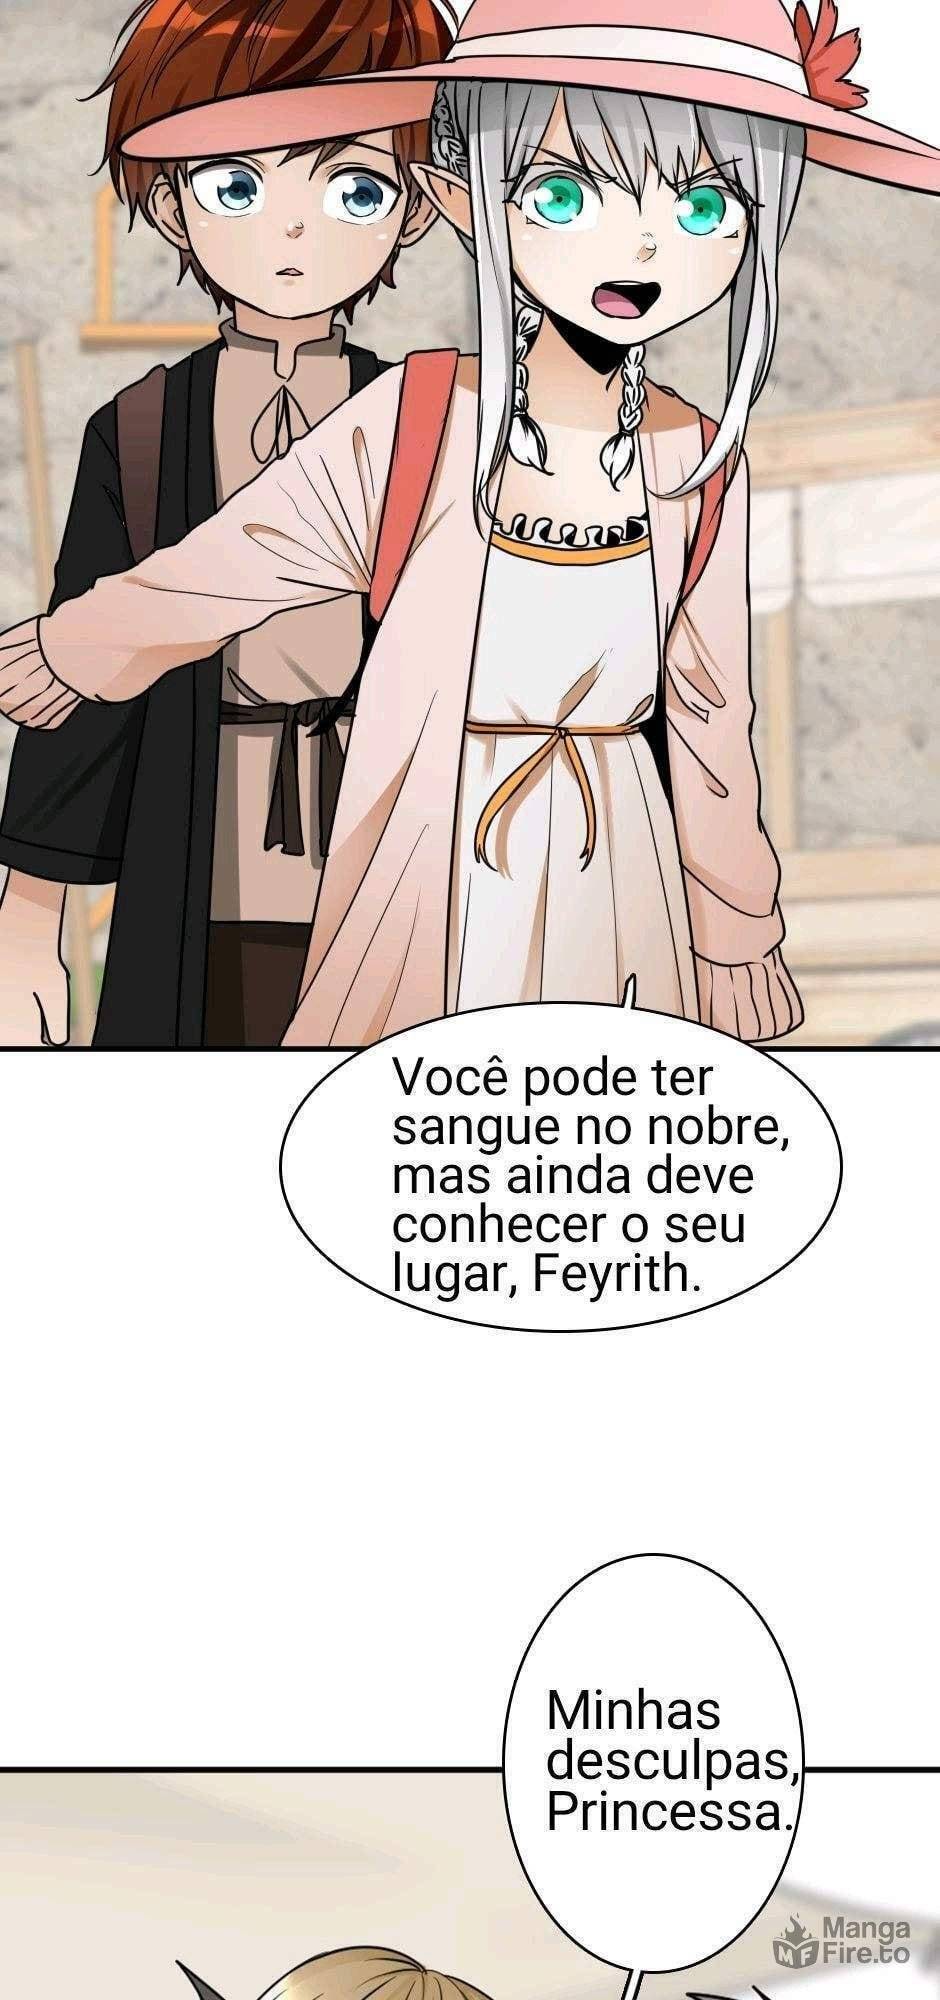 Você pode ter
sangue no nobre,
mas ainda deve
conhecer o seu
lugar, Feyrith.
Minhas
desculpas,
Princessa.
Manga
MF Fire.to